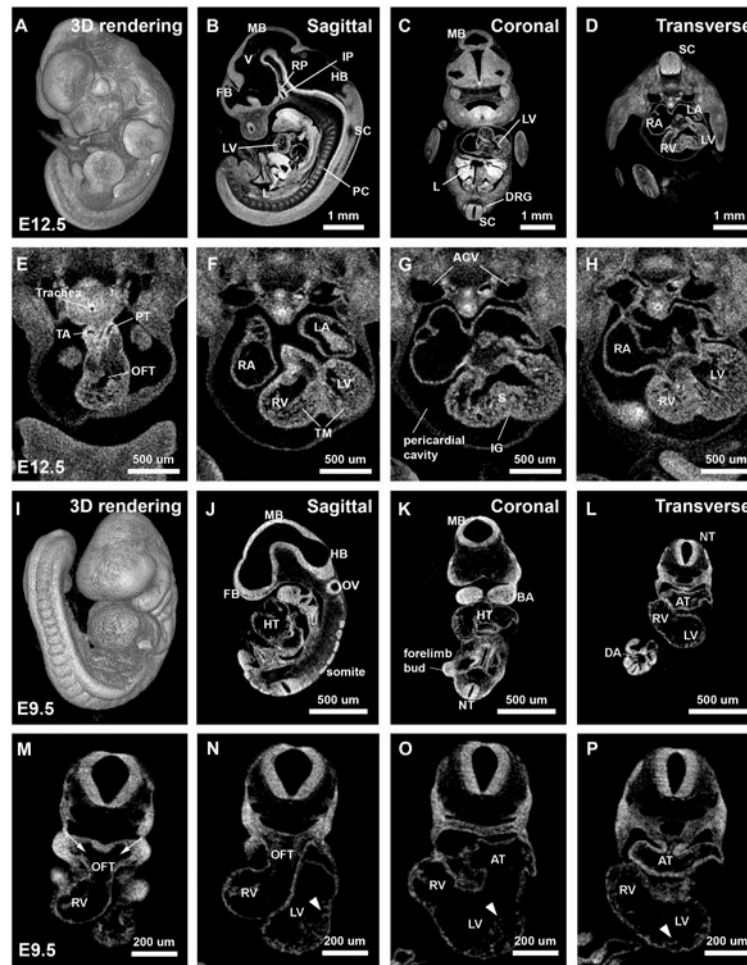 A 3D rendering
E12.5
B Sagittal
MB
V
IP
RP
HB
FB
SC
LV
L
PC
1 mm
C Coronal
MB
LV
L
DRG
SC
1 mm
D Transverse
SC
LA
RA
RV
LV
1 mm
E
Trachea
PT
TA
OFT
E12.5
500 um
F
LA
RA
LV
RV
TM
500 um
G
ACV
S
pericardial
cavity
IG
500 um
H
RA
LV
RV
500 um
I 3D rendering
E9.5
J Sagittal
MB
HB
OV
FB
HT
somite
500 um
K Coronal
MB
BA
HT
forelimb
bud
NT
500 um
L Transverse
NT
AT
RV
LV
DA
500 um
M
OFT
RV
E9.5
200 um
N
OFT
RV
LV
200 um
O
AT
RV
LV
200 um
P
AT
RV
LV
200 um